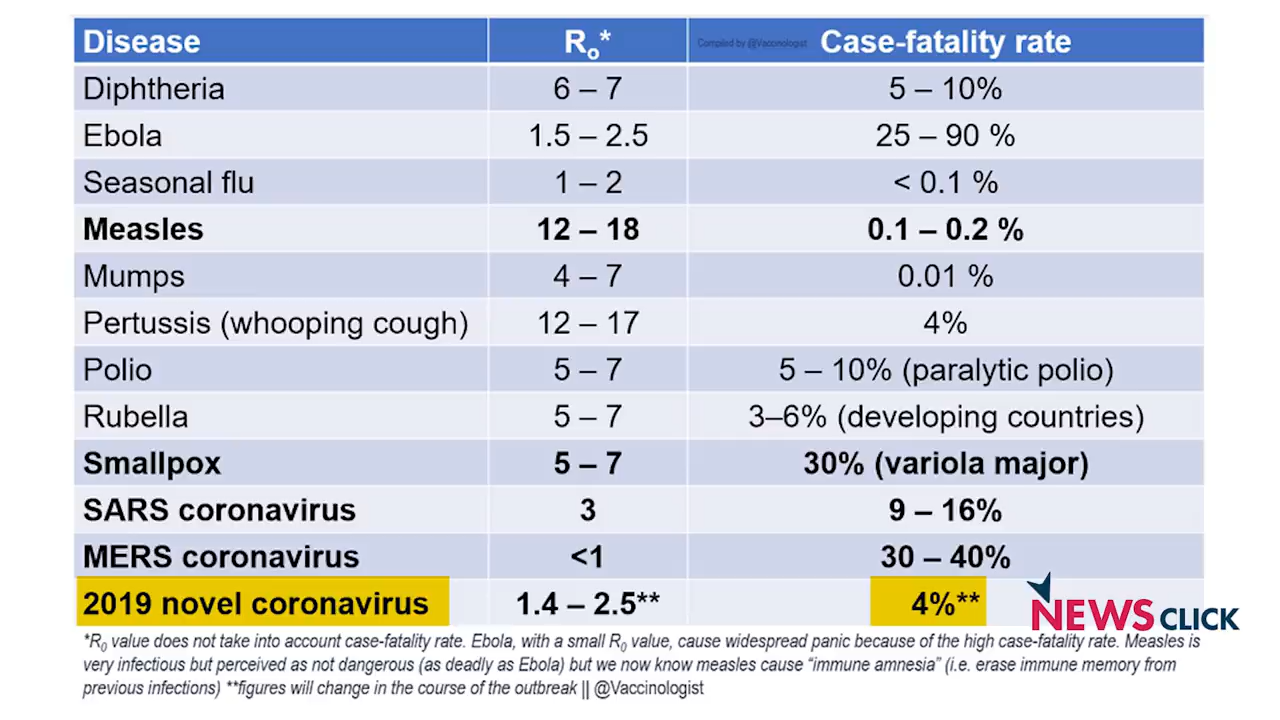 Disease R₀* Compiled by @Vaccinologist Case-fatality rate
Diphtheria 6 – 7 5 – 10%
Ebola 1.5 – 2.5 25 – 90 %
Seasonal flu 1 – 2 < 0.1 %
Measles 12 – 18 0.1 – 0.2 %
Mumps 4 – 7 0.01 %
Pertussis (whooping cough) 12 – 17 4%
Polio 5 – 7 5 – 10% (paralytic polio)
Rubella 5 – 7 3–6% (developing countries)
Smallpox 5 – 7 30% (variola major)
SARS coronavirus 3 9 – 16%
MERS coronavirus <1 30 – 40%
2019 novel coronavirus 1.4 – 2.5** 4%**
NEWSCLICK
*R₀ value does not take into account case-fatality rate. Ebola, with a small R₀ value, cause widespread panic because of the high case-fatality rate. Measles is
very infectious but perceived as not dangerous (as deadly as Ebola) but we now know measles cause “immune amnesia” (i.e. erase immune memory from
previous infections) **figures will change in the course of the outbreak || @Vaccinologist